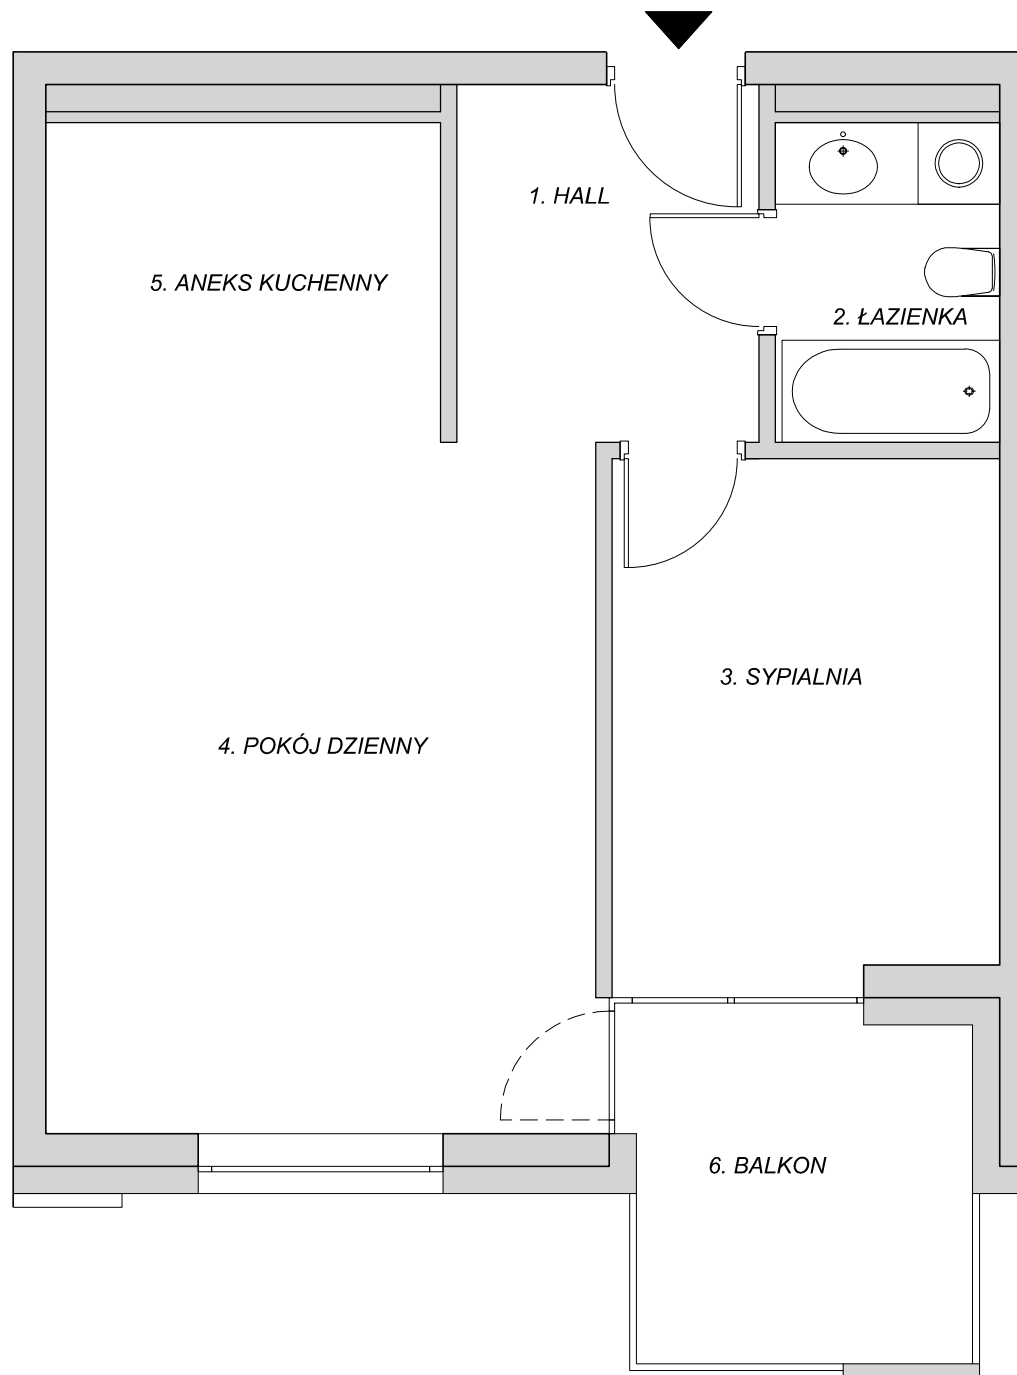 1. HALL
5. ANEKS KUCHENNY
2. ŁAZIENKA
3. SYPIALNIA
4. POKÓJ DZIENNY
6. BALKON